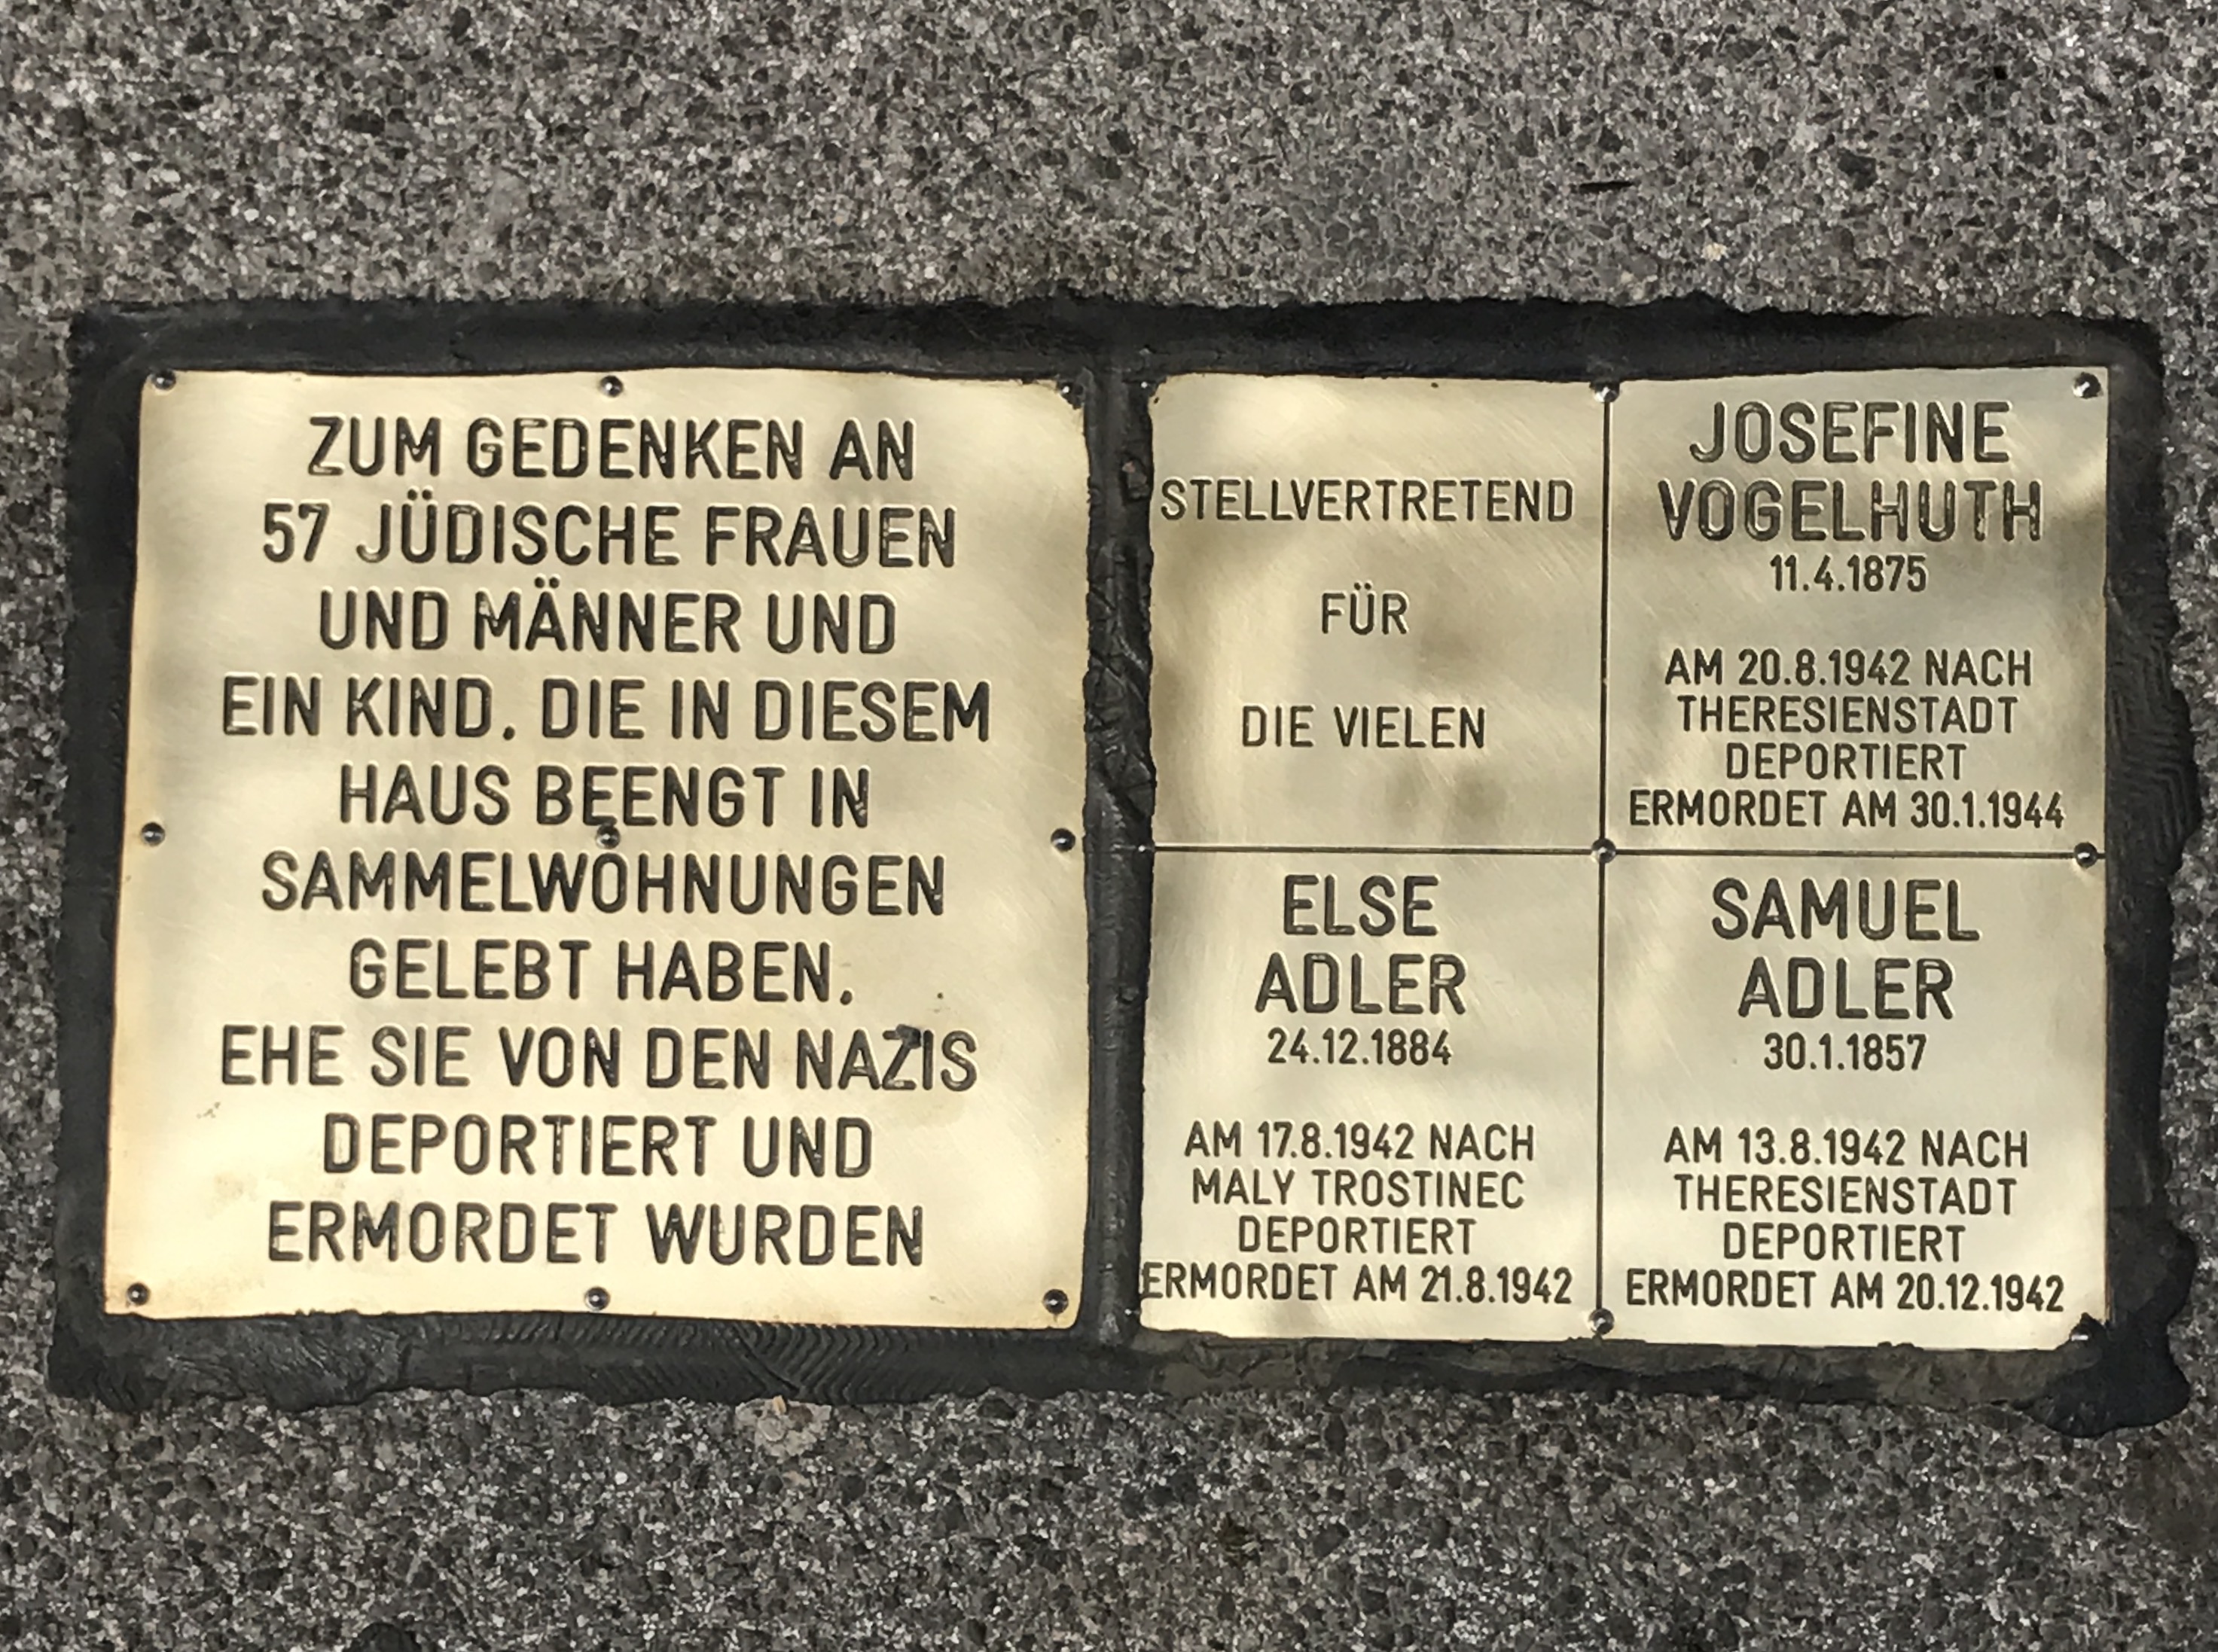 ZUM GEDENKEN AN
57 JÜDISCHE FRAUEN
UND MÄNNER UND
EIN KIND, DIE IN DIESEM
HAUS BEENGT IN
SAMMELWOHNUNGEN
GELEBT HABEN,
EHE SIE VON DEN NAZIS
DEPORTIERT UND
ERMORDET WURDEN
STELLVERTRETEND
FÜR
DIE VIELEN
JOSEFINE
VOGELHUTH
11.4.1875
AM 20.8.1942 NACH
THERESIENSTADT
DEPORTIERT
ERMORDET AM 30.1.1944
ELSE
ADLER
24.12.1884
AM 17.8.1942 NACH
MALY TROSTINEC
DEPORTIERT
ERMORDET AM 21.8.1942
SAMUEL
ADLER
30.1.1857
AM 13.8.1942 NACH
THERESIENSTADT
DEPORTIERT
ERMORDET AM 20.12.1942